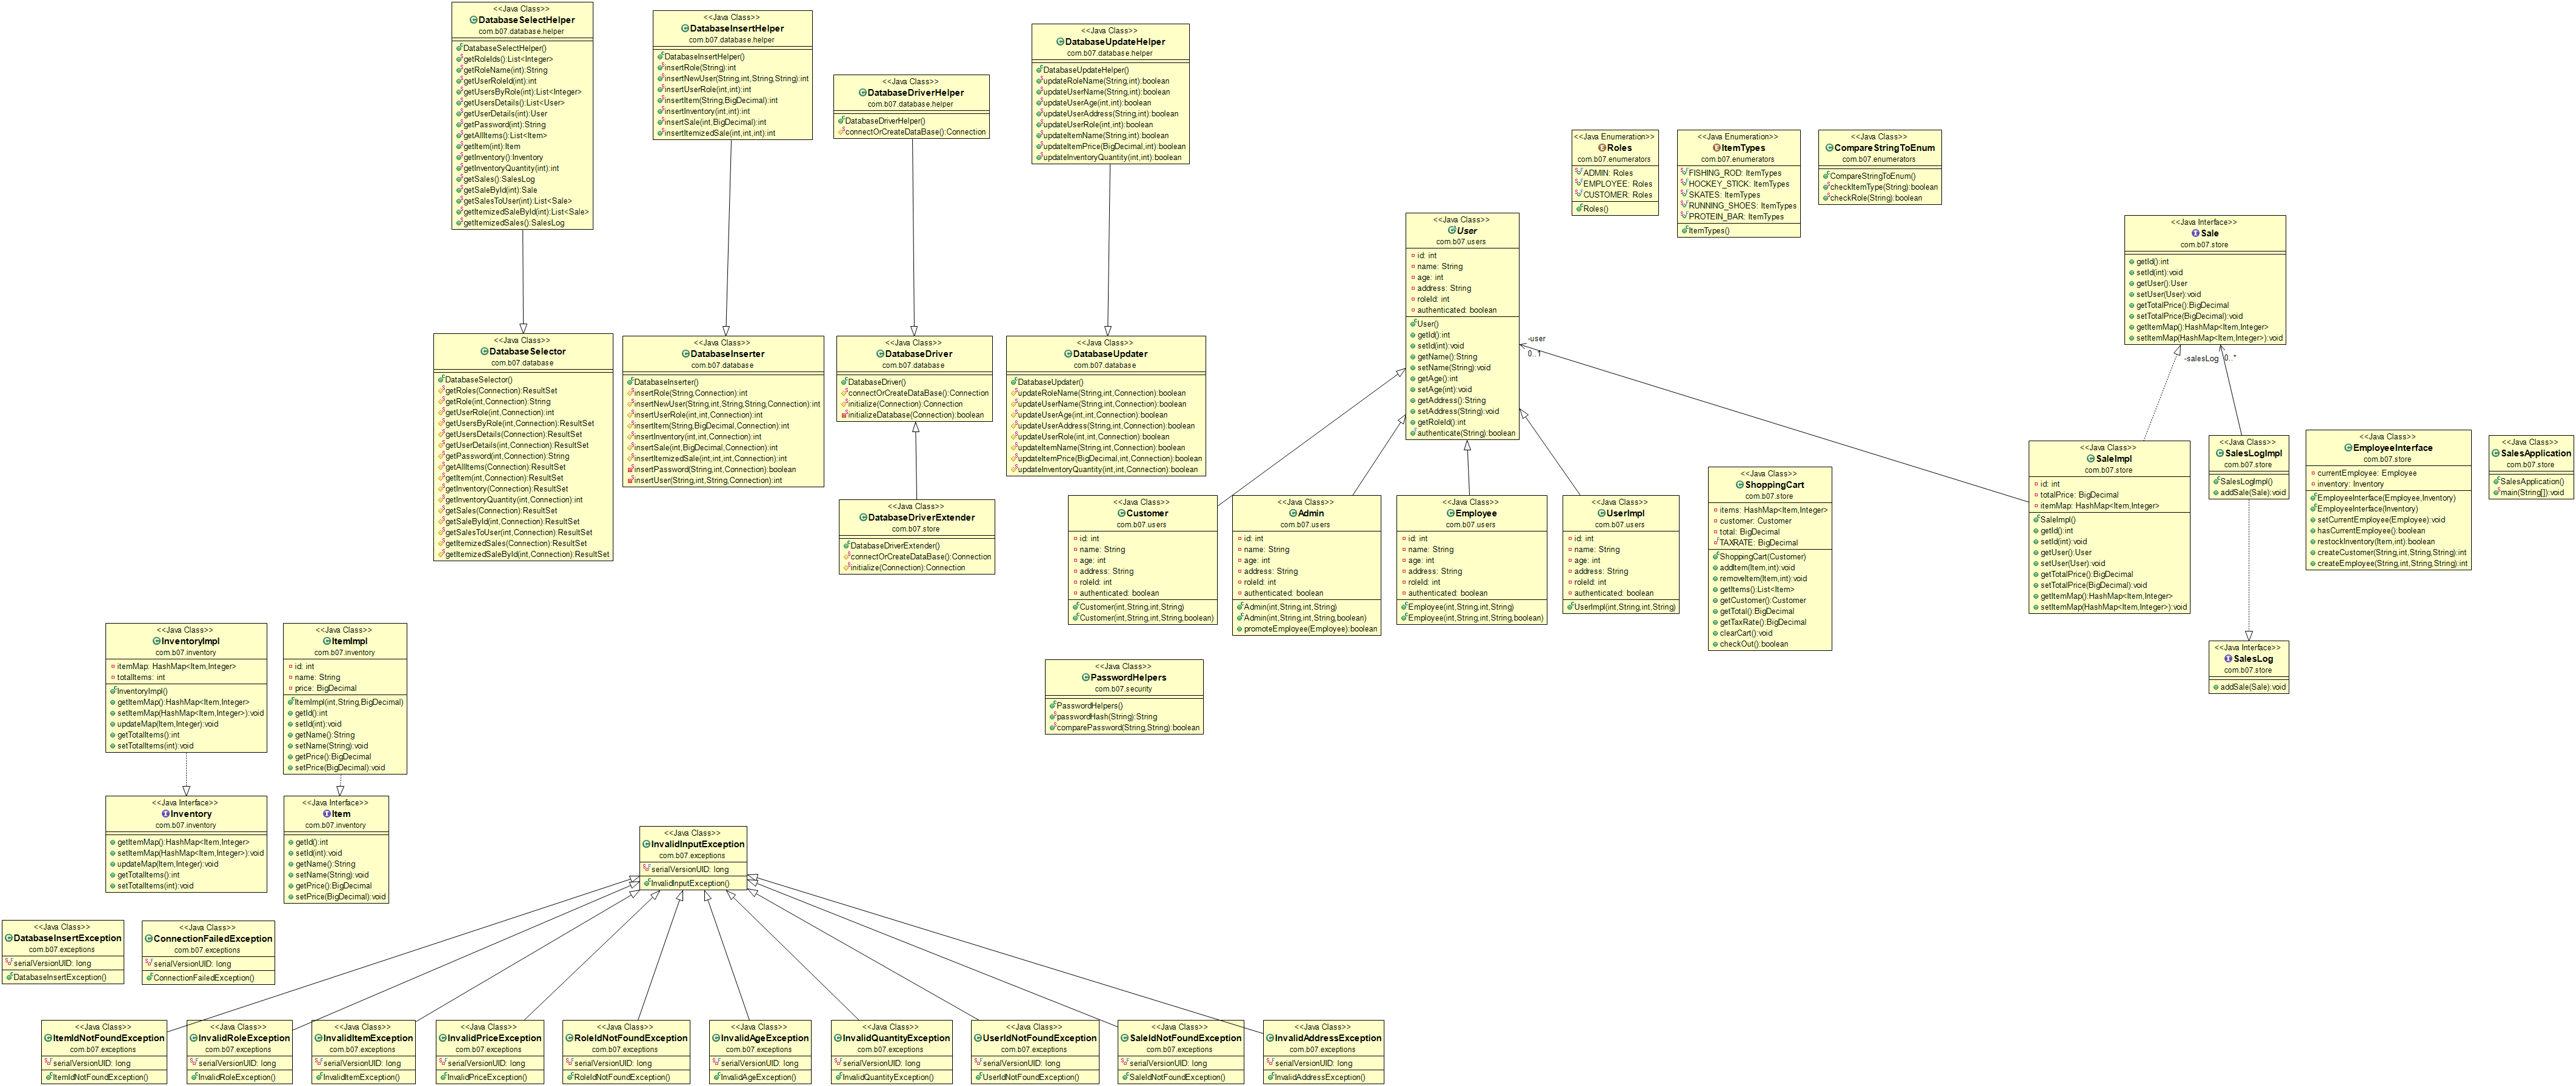 <<Java Class>>
DatabaseSelectHelper
com.b07.database.helper
DatabaseSelectHelper()
getRoleIds():List<Integer>
getRoleName(int):String
getUserRoleId(int):int
getUsersByRole(int):List<Integer>
getUsersDetails():List<User>
getUserDetails(int):User
getPassword(int):String
getAllItems():List<Item>
getItem(int):Item
getInventory():Inventory
getInventoryQuantity(int):int
getSales():SalesLog
getSaleById(int):Sale
getSalesToUser(int):List<Sale>
getItemizedSaleById(int):List<Sale>
getItemizedSales():SalesLog
<<Java Class>>
DatabaseInsertHelper
com.b07.database.helper
DatabaseInsertHelper()
insertRole(String):int
insertNewUser(String,int,String,String):int
insertUserRole(int,int):int
insertItem(String,BigDecimal):int
insertInventory(int,int):int
insertSale(int,BigDecimal):int
insertItemizedSale(int,int,int):int
<<Java Class>>
DatabaseDriverHelper
com.b07.database.helper
DatabaseDriverHelper()
connectOrCreateDataBase():Connection
<<Java Class>>
DatabaseUpdateHelper
com.b07.database.helper
DatabaseUpdateHelper()
updateRoleName(String,int):boolean
updateUserName(String,int):boolean
updateUserAge(int,int):boolean
updateUserAddress(String,int):boolean
updateUserRole(int,int):boolean
updateItemName(String,int):boolean
updateItemPrice(BigDecimal,int):boolean
updateInventoryQuantity(int,int):boolean
<<Java Enumeration>>
Roles
com.b07.enumerators
ADMIN: Roles
EMPLOYEE: Roles
CUSTOMER: Roles
Roles()
<<Java Enumeration>>
ItemTypes
com.b07.enumerators
FISHING_ROD: ItemTypes
HOCKEY_STICK: ItemTypes
SKATES: ItemTypes
RUNNING_SHOES: ItemTypes
PROTEIN_BAR: ItemTypes
ItemTypes()
<<Java Class>>
CompareStringToEnum
com.b07.enumerators
CompareStringToEnum()
checkItemType(String):boolean
checkRole(String):boolean
<<Java Class>>
User
com.b07.users
id: int
name: String
age: int
address: String
roleId: int
authenticated: boolean
User()
getId():int
setId(int):void
getName():String
setName(String):void
getAge():int
setAge(int):void
getAddress():String
setAddress(String):void
getRoleId():int
authenticate(String):boolean
-user
0..1
<<Java Interface>>
Sale
com.b07.store
getId():int
setId(int):void
getUser():User
setUser(User):void
getTotalPrice():BigDecimal
setTotalPrice(BigDecimal):void
getItemMap():HashMap<Item,Integer>
setItemMap(HashMap<Item,Integer>):void
-salesLog
0..*
<<Java Class>>
DatabaseSelector
com.b07.database
DatabaseSelector()
getRoles(Connection):ResultSet
getRole(int,Connection):String
getUserRole(int,Connection):int
getUsersByRole(int,Connection):ResultSet
getUsersDetails(Connection):ResultSet
getUserDetails(int,Connection):ResultSet
getPassword(int,Connection):String
getAllItems(Connection):ResultSet
getItem(int,Connection):ResultSet
getInventory(Connection):ResultSet
getInventoryQuantity(int,Connection):int
getSales(Connection):ResultSet
getSaleById(int,Connection):ResultSet
getSalesToUser(int,Connection):ResultSet
getItemizedSales(Connection):ResultSet
getItemizedSaleById(int,Connection):ResultSet
<<Java Class>>
DatabaseInserter
com.b07.database
DatabaseInserter()
insertRole(String,Connection):int
insertNewUser(String,int,String,String,Connection):int
insertUserRole(int,int,Connection):int
insertItem(String,BigDecimal,Connection):int
insertInventory(int,int,Connection):int
insertSale(int,BigDecimal,Connection):int
insertItemizedSale(int,int,int,Connection):int
insertPassword(String,int,Connection):boolean
insertUser(String,int,String,Connection):int
<<Java Class>>
DatabaseDriver
com.b07.database
DatabaseDriver()
connectOrCreateDataBase():Connection
initialize(Connection):Connection
initializeDatabase(Connection):boolean
<<Java Class>>
DatabaseUpdater
com.b07.database
DatabaseUpdater()
updateRoleName(String,int,Connection):boolean
updateUserName(String,int,Connection):boolean
updateUserAge(int,int,Connection):boolean
updateUserAddress(String,int,Connection):boolean
updateUserRole(int,int,Connection):boolean
updateItemName(String,int,Connection):boolean
updateItemPrice(BigDecimal,int,Connection):boolean
updateInventoryQuantity(int,int,Connection):boolean
<<Java Class>>
DatabaseDriverExtender
com.b07.store
DatabaseDriverExtender()
connectOrCreateDataBase():Connection
initialize(Connection):Connection
<<Java Class>>
Customer
com.b07.users
id: int
name: String
age: int
address: String
roleId: int
authenticated: boolean
Customer(int,String,int,String)
Customer(int,String,int,String,boolean)
<<Java Class>>
Admin
com.b07.users
id: int
name: String
age: int
address: String
roleId: int
authenticated: boolean
Admin(int,String,int,String)
Admin(int,String,int,String,boolean)
promoteEmployee(Employee):boolean
<<Java Class>>
Employee
com.b07.users
id: int
name: String
age: int
address: String
roleId: int
authenticated: boolean
Employee(int,String,int,String)
Employee(int,String,int,String,boolean)
<<Java Class>>
UserImpl
com.b07.users
id: int
name: String
age: int
address: String
roleId: int
authenticated: boolean
UserImpl(int,String,int,String)
<<Java Class>>
ShoppingCart
com.b07.store
items: HashMap<Item,Integer>
customer: Customer
total: BigDecimal
TAXRATE: BigDecimal
ShoppingCart(Customer)
addItem(Item,int):void
removeItem(Item,int):void
getItems():List<Item>
getCustomer():Customer
getTotal():BigDecimal
getTaxRate():BigDecimal
clearCart():void
checkOut():boolean
<<Java Class>>
SaleImpl
com.b07.store
id: int
totalPrice: BigDecimal
itemMap: HashMap<Item,Integer>
SaleImpl()
getId():int
setId(int):void
getUser():User
setUser(User):void
getTotalPrice():BigDecimal
setTotalPrice(BigDecimal):void
getItemMap():HashMap<Item,Integer>
setItemMap(HashMap<Item,Integer>):void
<<Java Class>>
SalesLogImpl
com.b07.store
SalesLogImpl()
addSale(Sale):void
<<Java Class>>
EmployeeInterface
com.b07.store
currentEmployee: Employee
inventory: Inventory
EmployeeInterface(Employee,Inventory)
EmployeeInterface(Inventory)
setCurrentEmployee(Employee):void
hasCurrentEmployee():boolean
restockInventory(Item,int):boolean
createCustomer(String,int,String,String):int
createEmployee(String,int,String,String):int
<<Java Class>>
SalesApplication
com.b07.store
SalesApplication()
main(String[]):void
<<Java Interface>>
SalesLog
com.b07.store
addSale(Sale):void
<<Java Class>>
PasswordHelpers
com.b07.security
PasswordHelpers()
passwordHash(String):String
comparePassword(String,String):boolean
<<Java Class>>
InventoryImpl
com.b07.inventory
itemMap: HashMap<Item,Integer>
totalItems: int
InventoryImpl()
getItemMap():HashMap<Item,Integer>
setItemMap(HashMap<Item,Integer>):void
updateMap(Item,Integer):void
getTotalItems():int
setTotalItems(int):void
<<Java Class>>
ItemImpl
com.b07.inventory
id: int
name: String
price: BigDecimal
ItemImpl(int,String,BigDecimal)
getId():int
setId(int):void
getName():String
setName(String):void
getPrice():BigDecimal
setPrice(BigDecimal):void
<<Java Interface>>
Inventory
com.b07.inventory
getItemMap():HashMap<Item,Integer>
setItemMap(HashMap<Item,Integer>):void
updateMap(Item,Integer):void
getTotalItems():int
setTotalItems(int):void
<<Java Interface>>
Item
com.b07.inventory
getId():int
setId(int):void
getName():String
setName(String):void
getPrice():BigDecimal
setPrice(BigDecimal):void
<<Java Class>>
InvalidInputException
com.b07.exceptions
serialVersionUID: long
InvalidInputException()
<<Java Class>>
DatabaseInsertException
com.b07.exceptions
serialVersionUID: long
DatabaseInsertException()
<<Java Class>>
ConnectionFailedException
com.b07.exceptions
serialVersionUID: long
ConnectionFailedException()
<<Java Class>>
ItemIdNotFoundException
com.b07.exceptions
serialVersionUID: long
ItemIdNotFoundException()
<<Java Class>>
InvalidRoleException
com.b07.exceptions
serialVersionUID: long
InvalidRoleException()
<<Java Class>>
InvalidItemException
com.b07.exceptions
serialVersionUID: long
InvalidItemException()
<<Java Class>>
InvalidPriceException
com.b07.exceptions
serialVersionUID: long
InvalidPriceException()
<<Java Class>>
RoleIdNotFoundException
com.b07.exceptions
serialVersionUID: long
RoleIdNotFoundException()
<<Java Class>>
InvalidAgeException
com.b07.exceptions
serialVersionUID: long
InvalidAgeException()
<<Java Class>>
InvalidQuantityException
com.b07.exceptions
serialVersionUID: long
InvalidQuantityException()
<<Java Class>>
UserIdNotFoundException
com.b07.exceptions
serialVersionUID: long
UserIdNotFoundException()
<<Java Class>>
SaleIdNotFoundException
com.b07.exceptions
serialVersionUID: long
SaleIdNotFoundException()
<<Java Class>>
InvalidAddressException
com.b07.exceptions
serialVersionUID: long
InvalidAddressException()